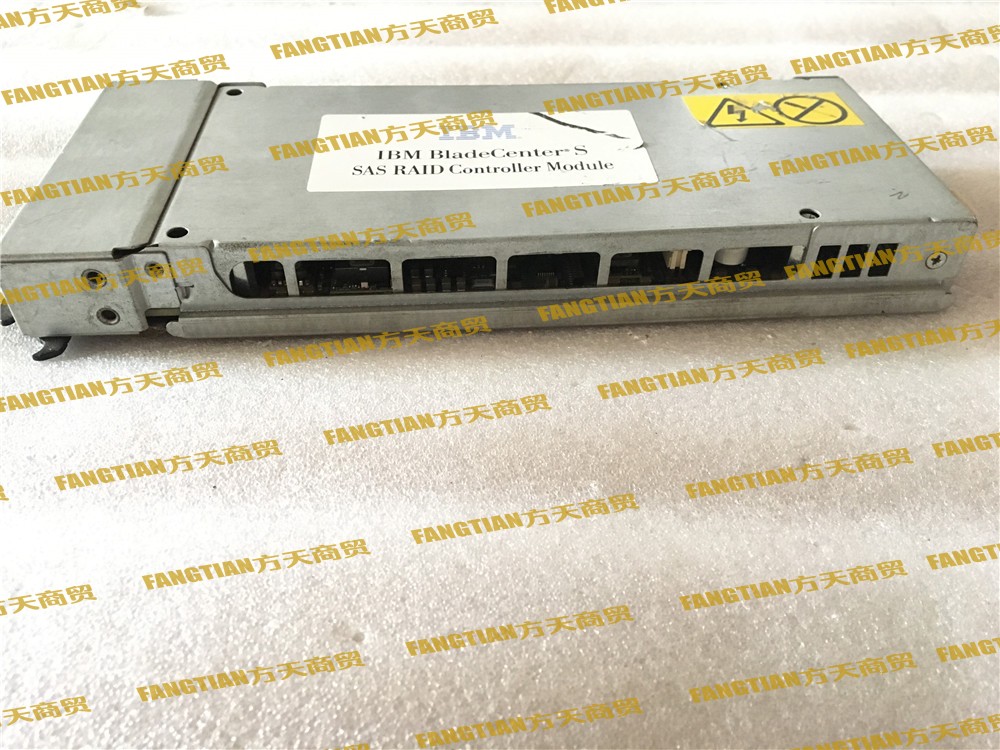 FANGTIAN方天商贸
IBM
IBM BladeCenter® S
SAS RAID Controller Module